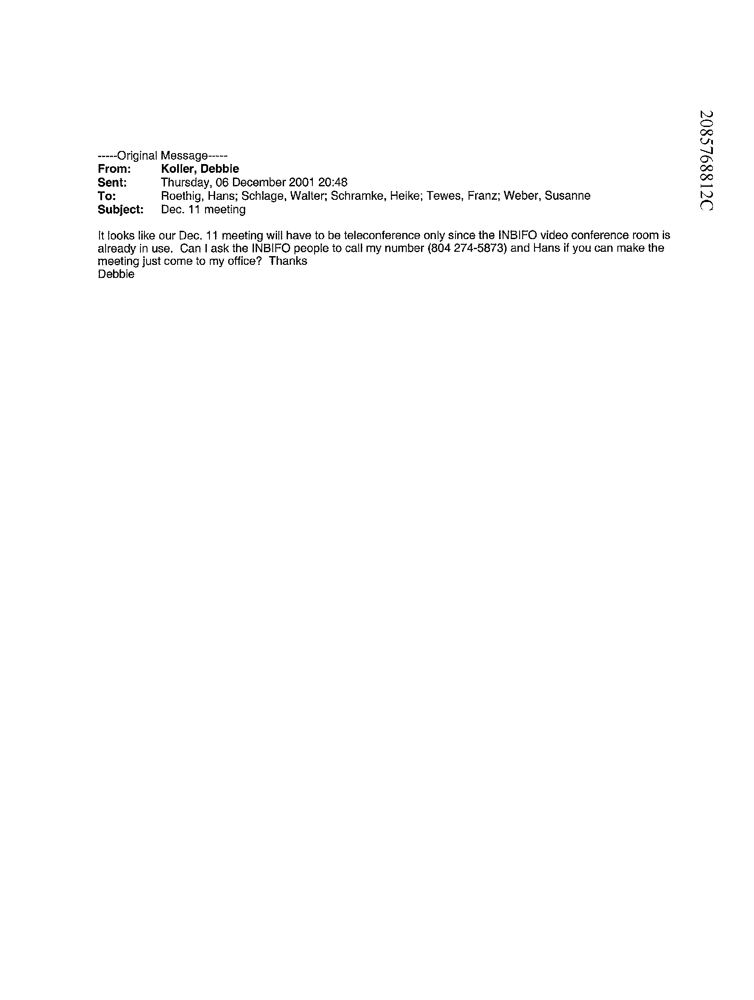 -----Original Message-----
From: Koller, Debbie
Sent: Thursday, 06 December 2001 20:48
To: Roethig, Hans; Schlage, Walter; Schramke, Heike; Tewes, Franz; Weber, Susanne
Subject: Dec. 11 meeting
It looks like our Dec. 11 meeting will have to be teleconference only since the INBIFO video conference room is
already in use. Can I ask the INBIFO people to call my number (804 274-5873) and Hans if you can make the
meeting just come to my office? Thanks
Debbie
2085768812C